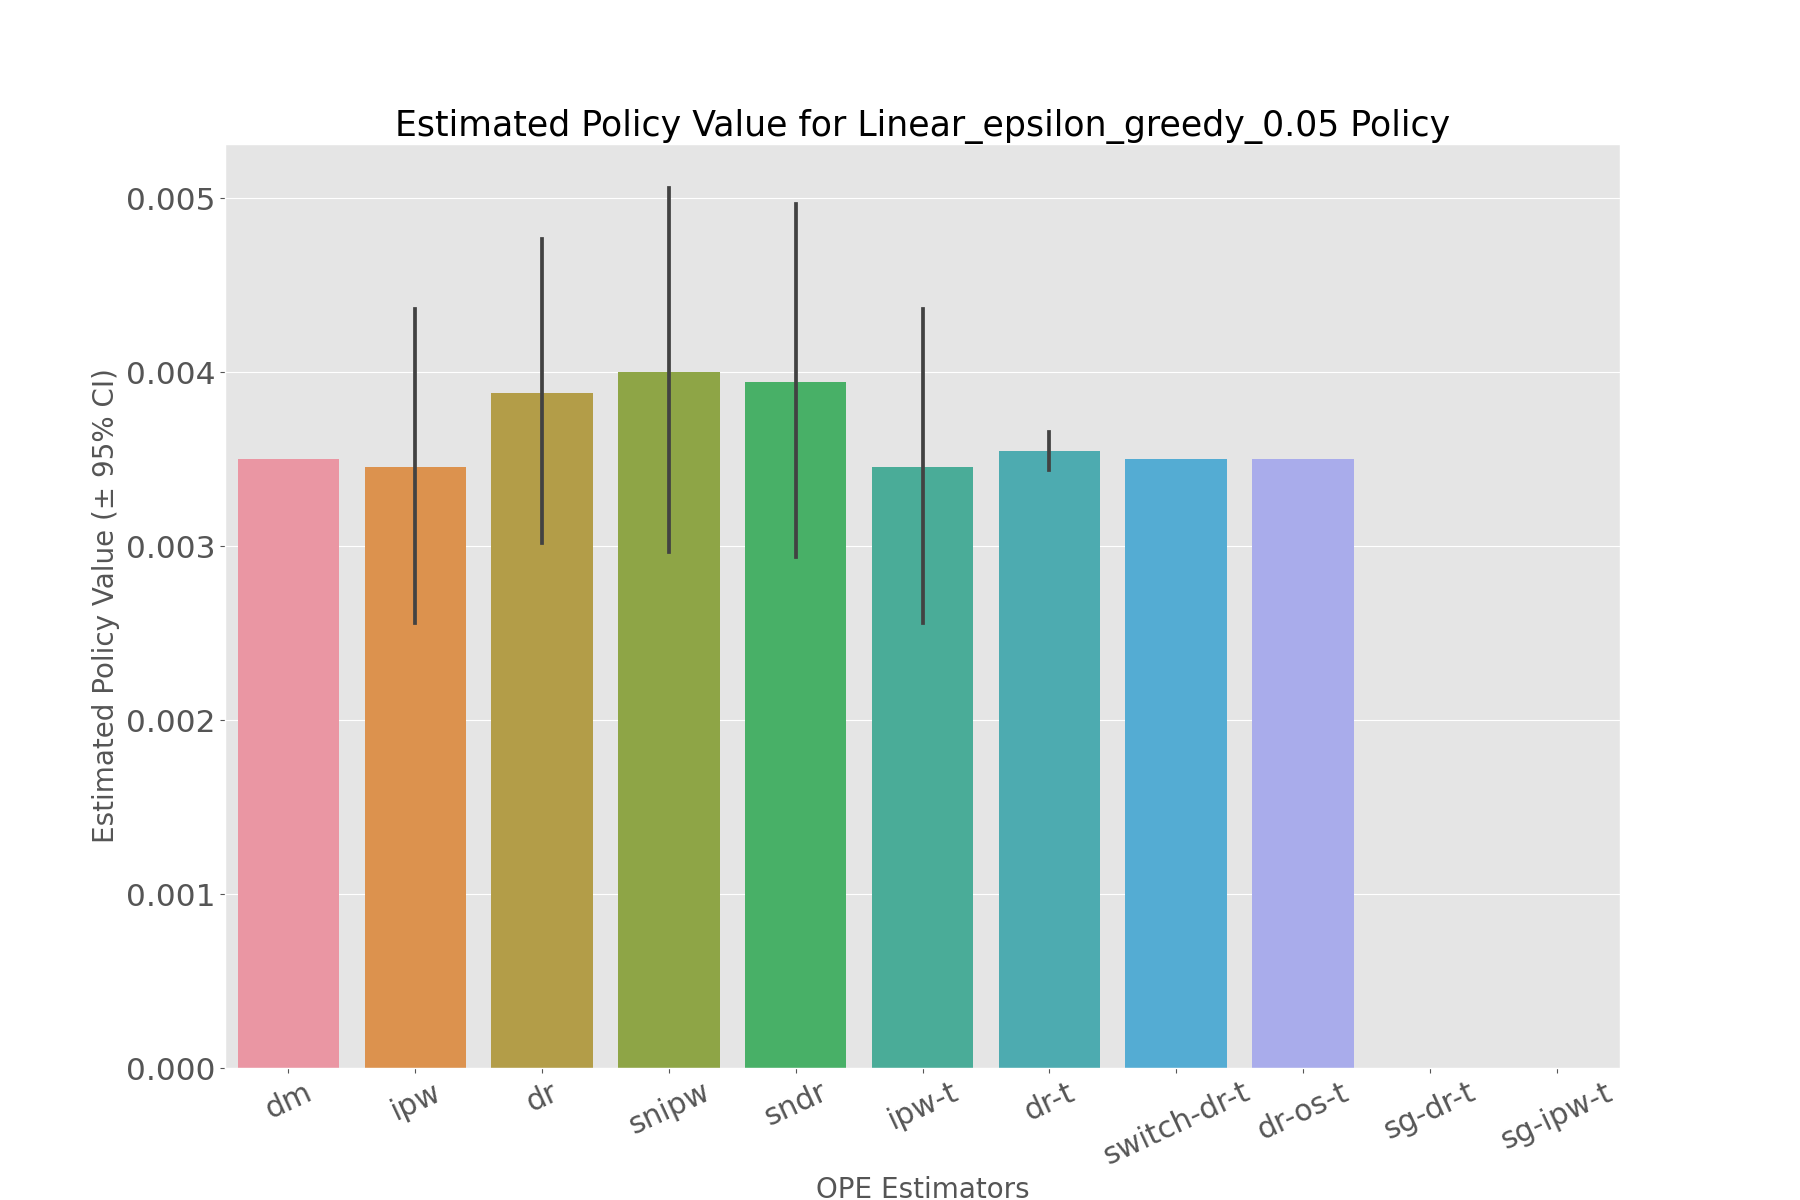 Estimated Policy Value for Linear_epsilon_greedy_0.05 Policy
Estimated Policy Value (± 95% CI)
0.005
0.004
0.003
0.002
0.001
0.000
dm
ipw
dr
snipw
sndr
ipw-t
dr-t
switch-dr-t
dr-os-t
sg-dr-t
sg-ipw-t
OPE Estimators